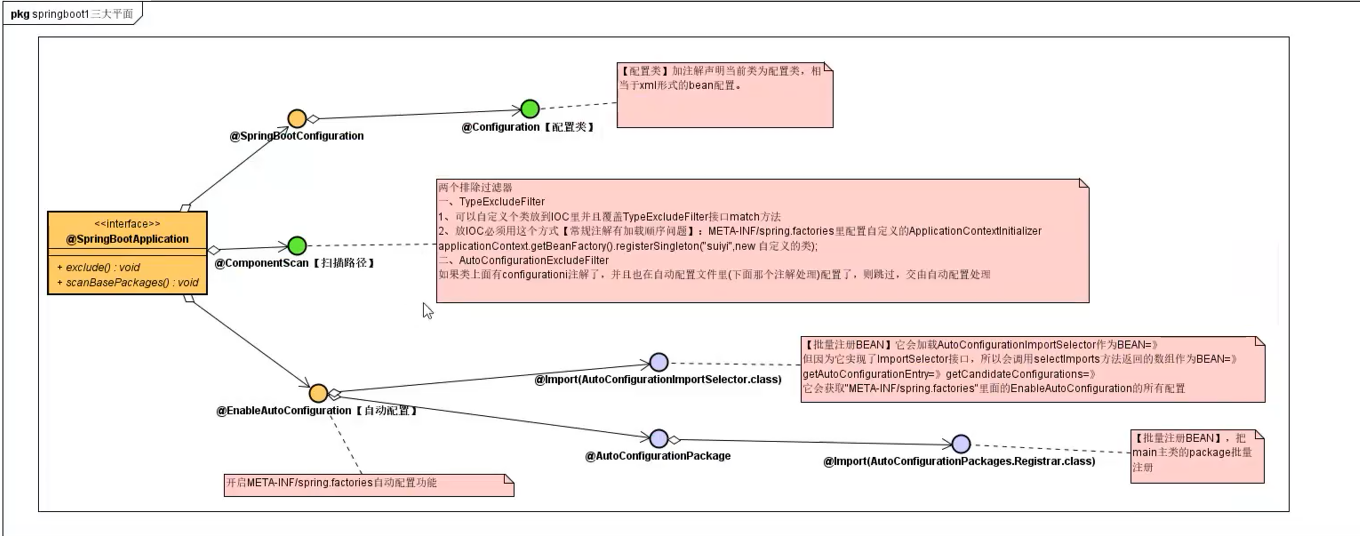 pkg springboot1三大平面
【配置类】加注解声明当前类为配置类，相
当于xml形式的bean配置。
@SpringBootConfiguration
@Configuration【配置类】
<<interface>>
@SpringBootApplication
+ exclude() : void
+ scanBasePackages() : void
@ComponentScan【扫描路径】
两个排除过滤器
一、TypeExcludeFilter
1、可以自定义个类放到IOC里并且覆盖TypeExcludeFilter接口match方法
2、放IOC必须用这个方式【常规注解有加载顺序问题】：META-INF/spring.factories里配置自定义的ApplicationContextInitializer
applicationContext.getBeanFactory().registerSingleton("suiyi",new 自定义的类);
二、AutoConfigurationExcludeFilter
如果类上面有configurationi注解了，并且也在自动配置文件里(下面那个注解处理)配置了，则跳过，交由自动配置处理
@EnableAutoConfiguration【自动配置】
@Import(AutoConfigurationImportSelector.class)
【批量注册BEAN】它会加载AutoConfigurationImportSelector作为BEAN=》
但因为它实现了ImportSelector接口，所以会调用selectImports方法返回的数组作为BEAN=》
getAutoConfigurationEntry=》getCandidateConfigurations=》
它会获取"META-INF/spring.factories"里面的EnableAutoConfiguration的所有配置
@AutoConfigurationPackage
@Import(AutoConfigurationPackages.Registrar.class)
【批量注册BEAN】，把
main主类的package批量
注册
开启META-INF/spring.factories自动配置功能